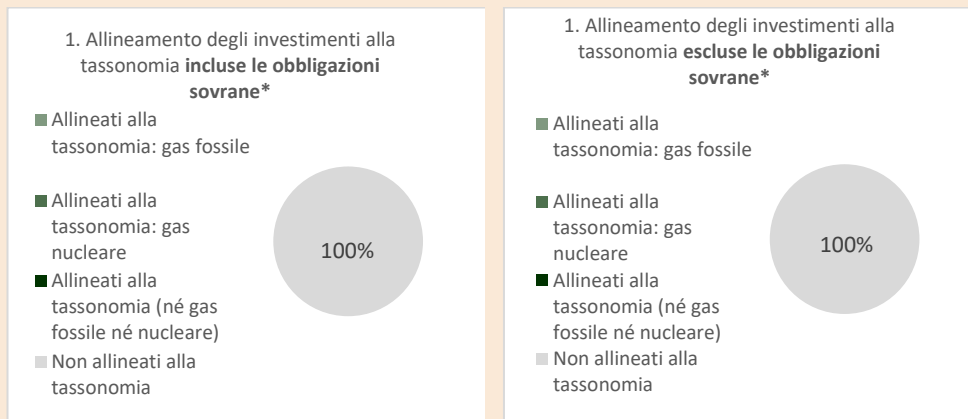 1. Allineamento degli investimenti alla
tassonomia incluse le obbligazioni
sovrane*
Allineati alla
tassonomia: gas fossile
Allineati alla
tassonomia: gas
nucleare
Allineati alla
tassonomia (né gas
fossile né nucleare)
Non allineati alla
tassonomia
100%
1. Allineamento degli investimenti alla
tassonomia escluse le obbligazioni
sovrane*
Allineati alla
tassonomia: gas fossile
Allineati alla
tassonomia: gas
nucleare
Allineati alla
tassonomia (né gas
fossile né nucleare)
Non allineati alla
tassonomia
100%